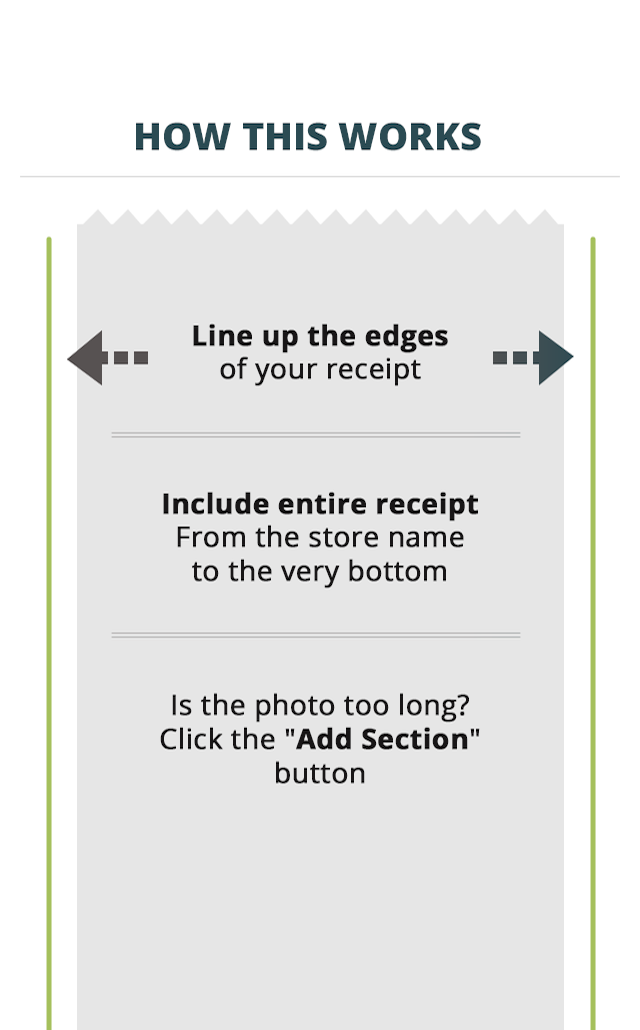 HOW THIS WORKS
Line up the edges
of your receipt
Include entire receipt
From the store name
to the very bottom
Is the photo too long?
Click the "Add Section"
button